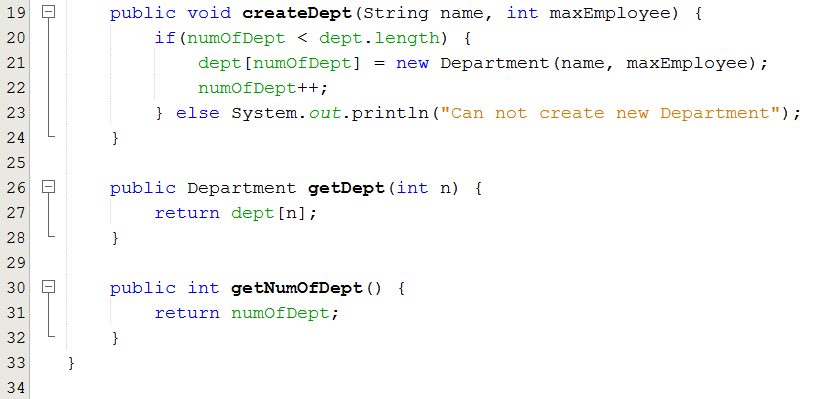 19 public void createDept(String name, int maxEmployee) {
20 if(numOfDept < dept.length) {
21 dept[numOfDept] = new Department(name, maxEmployee);
22 numOfDept++;
23 } else System.out.println("Can not create new Department");
24 }
25
26 public Department getDept(int n) {
27 return dept[n];
28 }
29
30 public int getNumOfDept() {
31 return numOfDept;
32 }
33 }
34